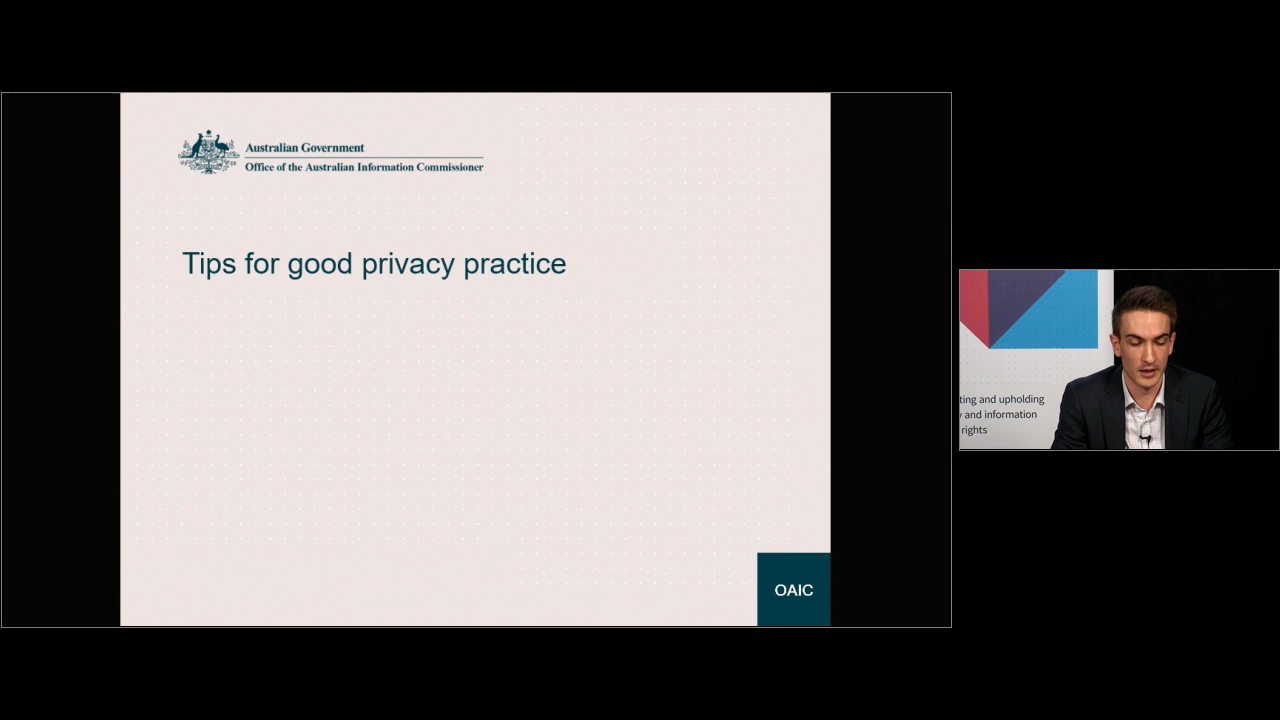 Australian Government
Office of the Australian Information Commissioner
Tips for good privacy practice
OAIC
ting and upholding
y and information
rights